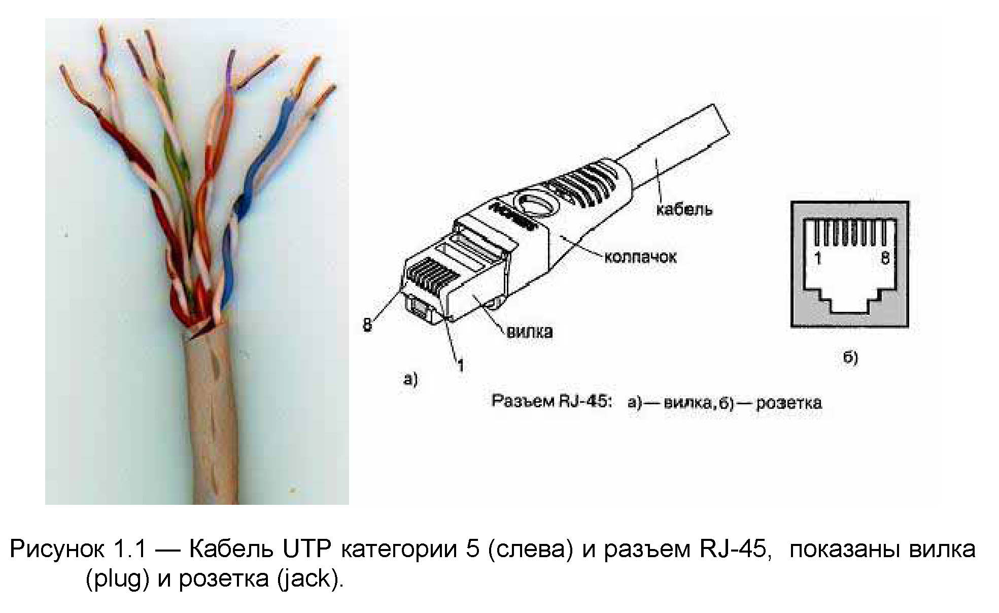 кабель
1
8
колпачок
8
вилка
1
а)
б)
Разъем RJ-45: а)— вилка, б)— розетка
Рисунок 1.1 — Кабель UTP категории 5 (слева) и разъем RJ-45, показаны вилка
(plug) и розетка (jack).